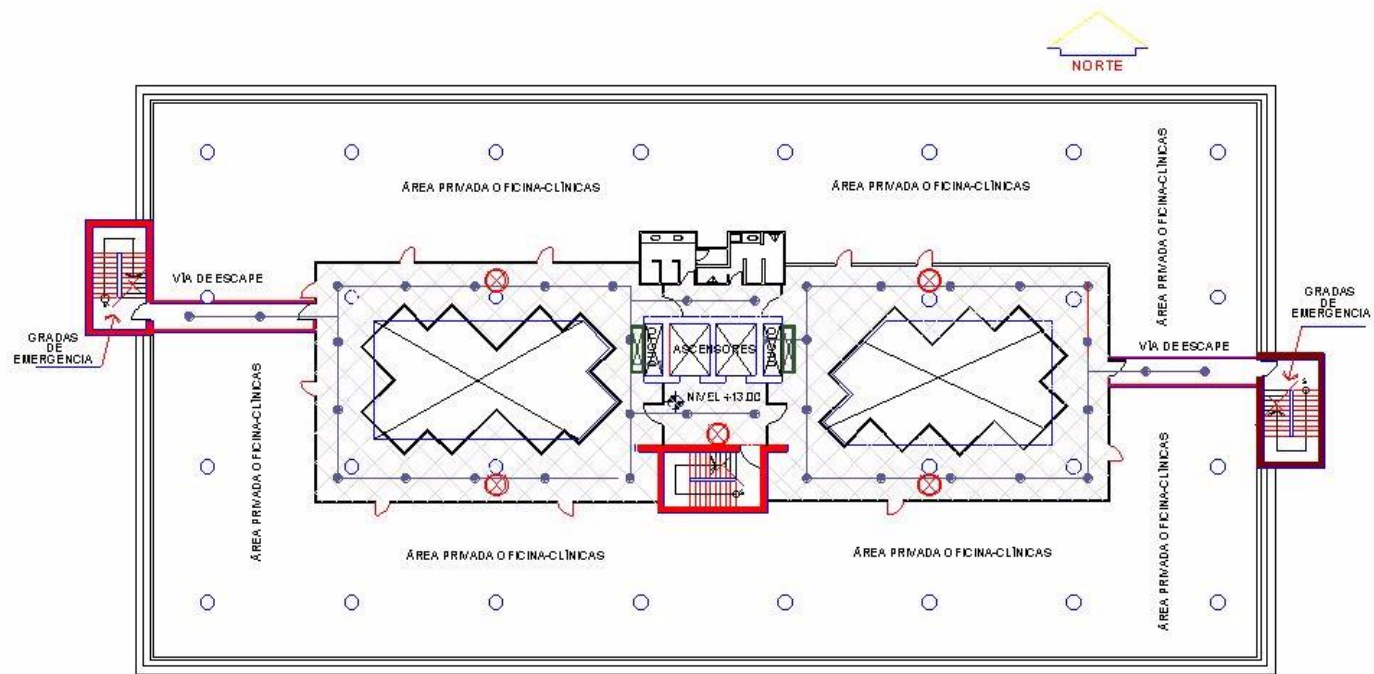 NORTE
ÁREA PRIVADA OFICINA-CLÍNICAS
ÁREA PRIVADA OFICINA-CLÍNICAS
ÁREA PRIVADA OFICINA-CLÍNICAS
VÍA DE ESCAPE
GRADAS
DE
EMERGENCIA
GRADAS
DE
EMERGENCIA
DUCTO
ASCENSORES
DUCTO
VÍA DE ESCAPE
NIVEL +13.00
ÁREA PRIVADA OFICINA-CLÍNICAS
ÁREA PRIVADA OFICINA-CLÍNICAS
ÁREA PRIVADA OFICINA-CLÍNICAS
ÁREA PRIVADA OFICINA-CLÍNICAS